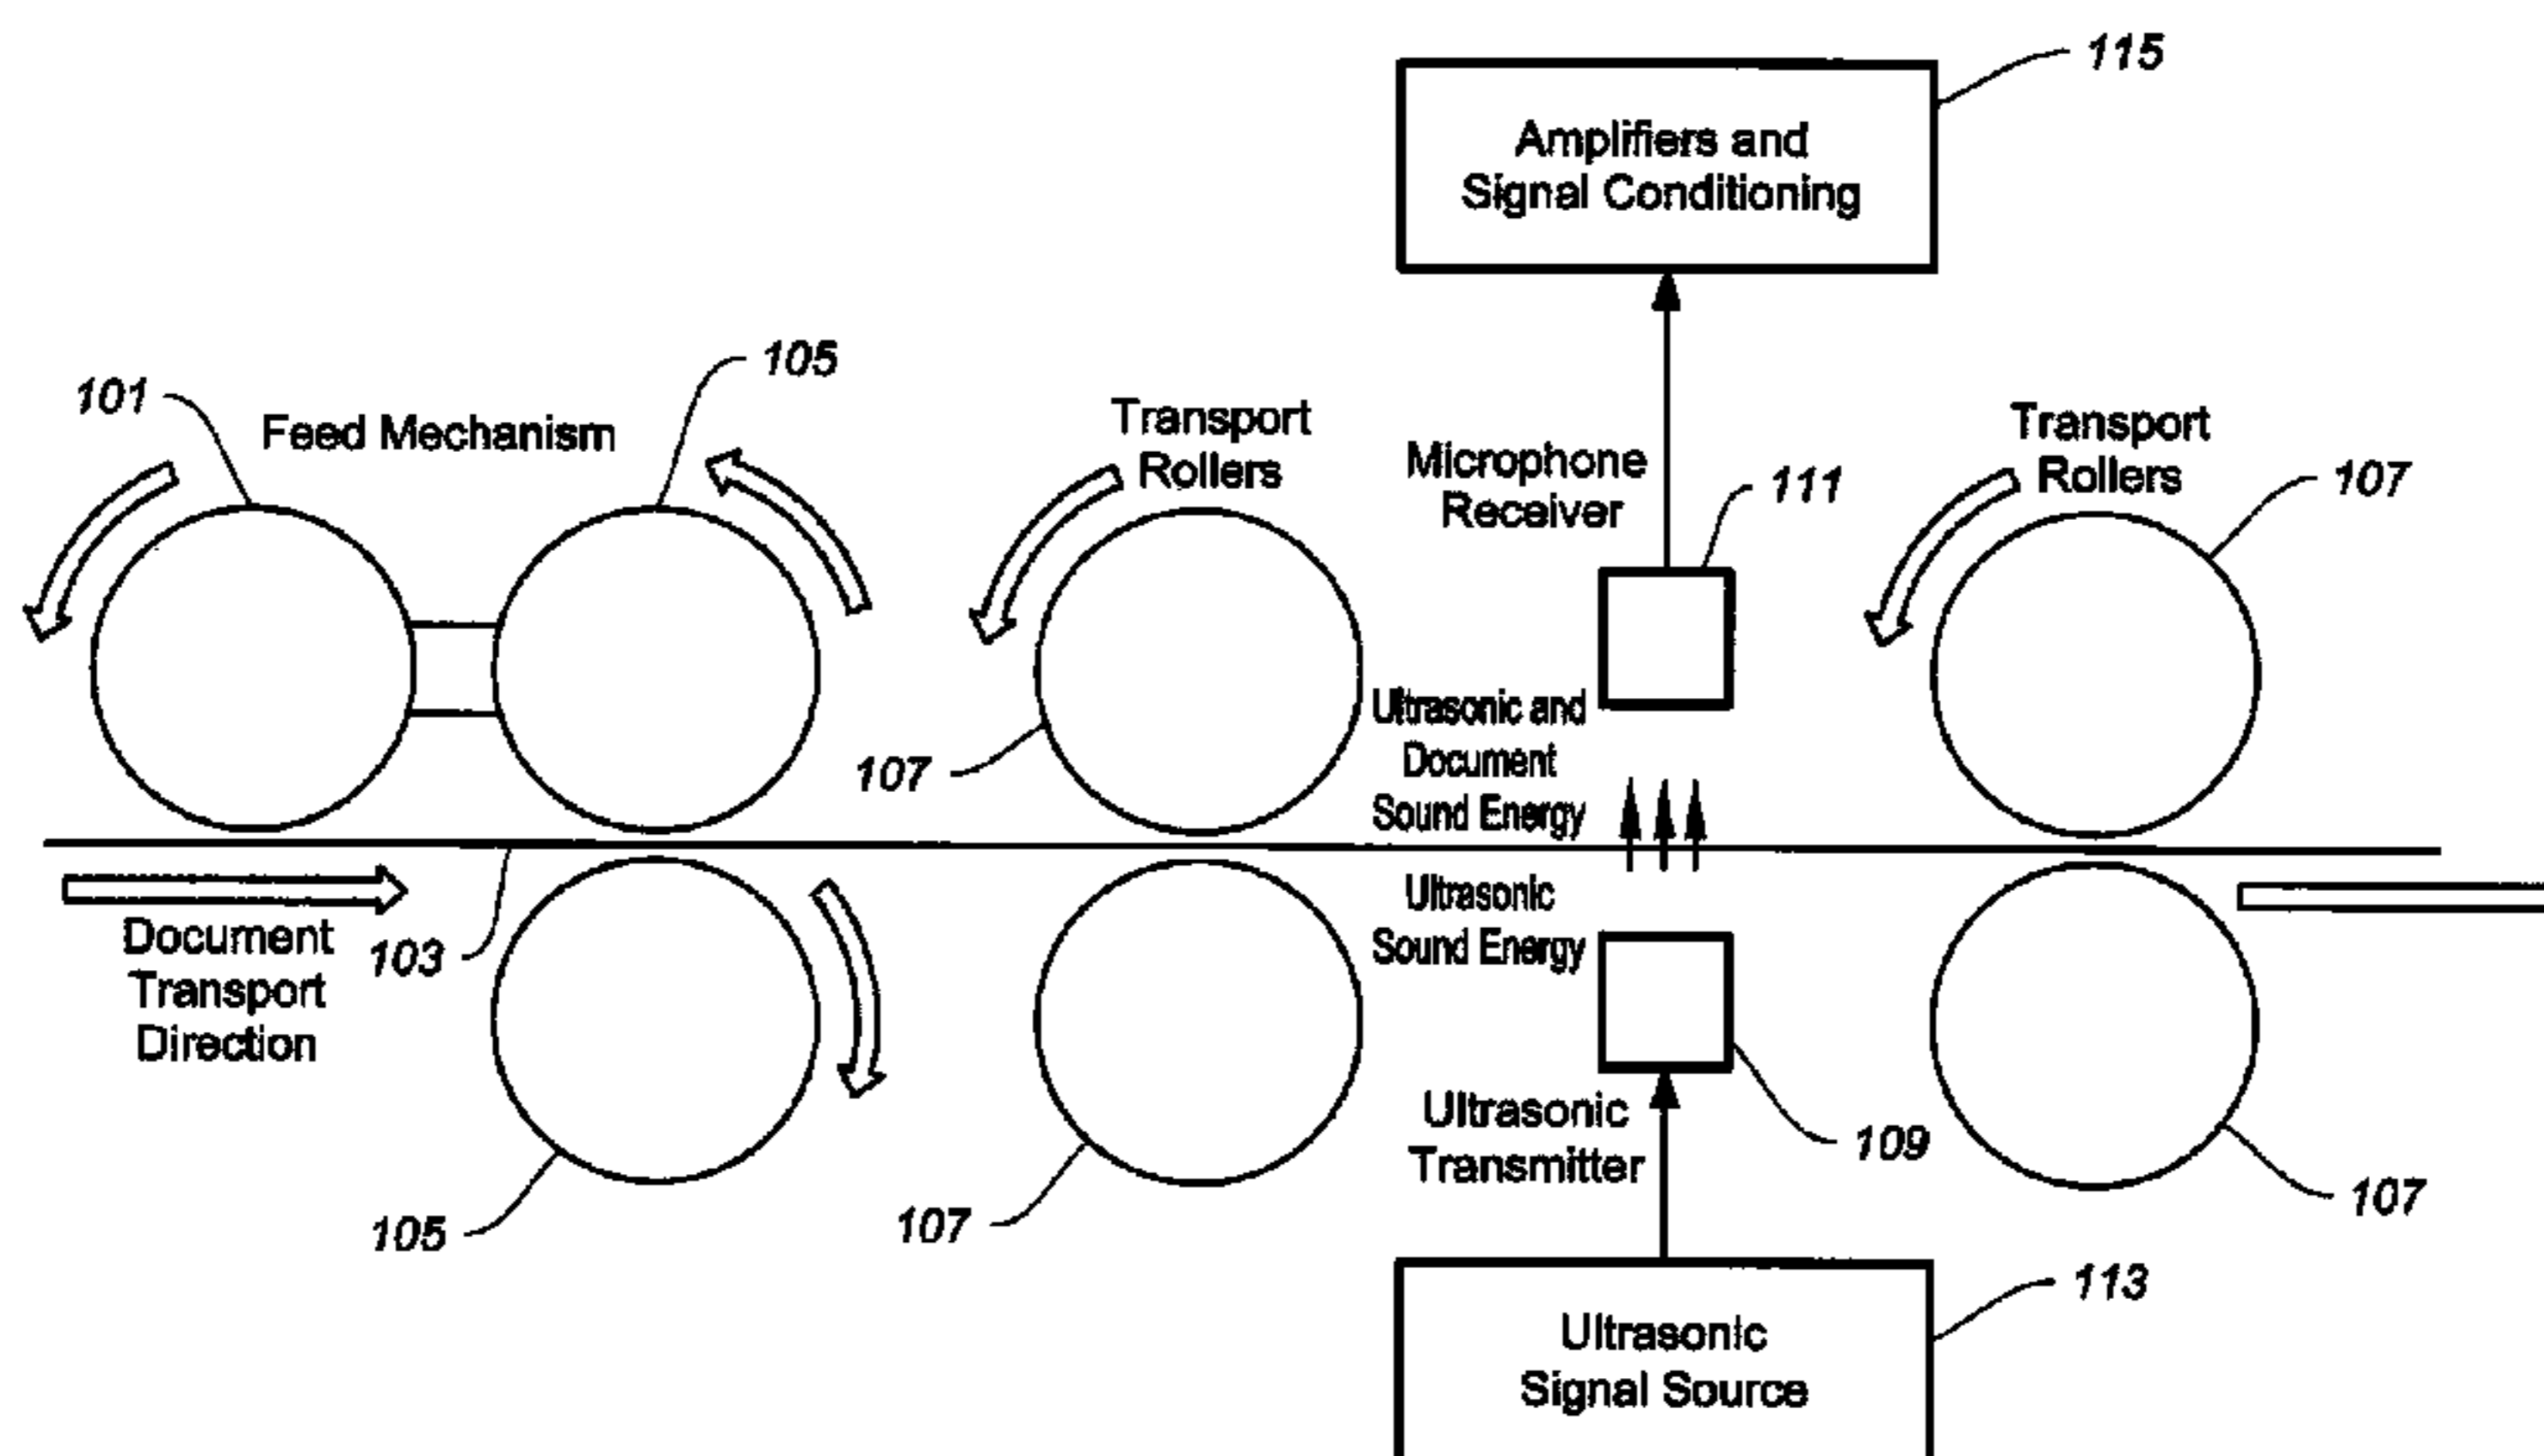 115
Amplifiers and
Signal Conditioning
105
101
Feed Mechanism
Transport
Rollers
Microphone
Receiver
111
Transport
Rollers
107
Ultrasonic and
Document
Sound Energy
107
Ultrasonic
Sound Energy
Document
Transport
Direction
103
Ultrasonic
Transmitter
109
105
107
107
113
Ultrasonic
Signal Source